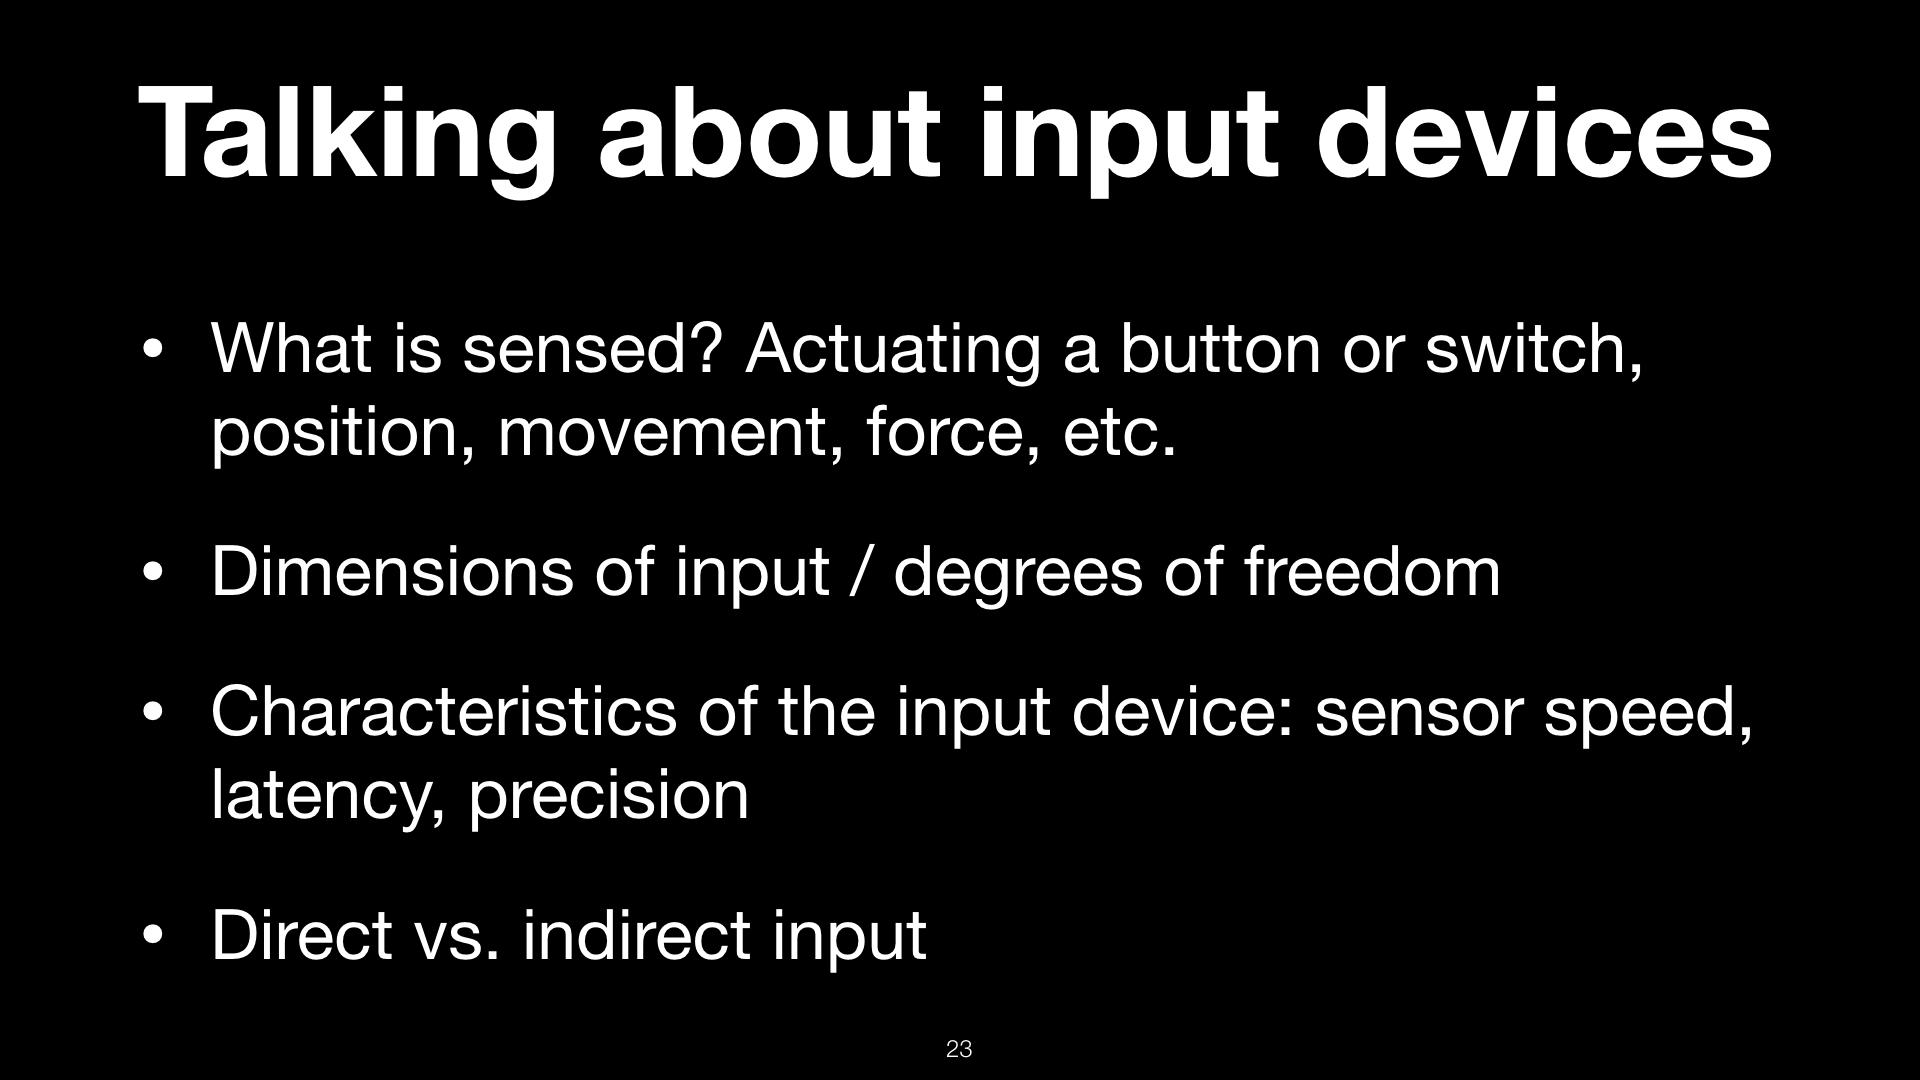 Talking about input devices
• What is sensed? Actuating a button or switch,
position, movement, force, etc.
• Dimensions of input / degrees of freedom
• Characteristics of the input device: sensor speed,
latency, precision
• Direct vs. indirect input
23